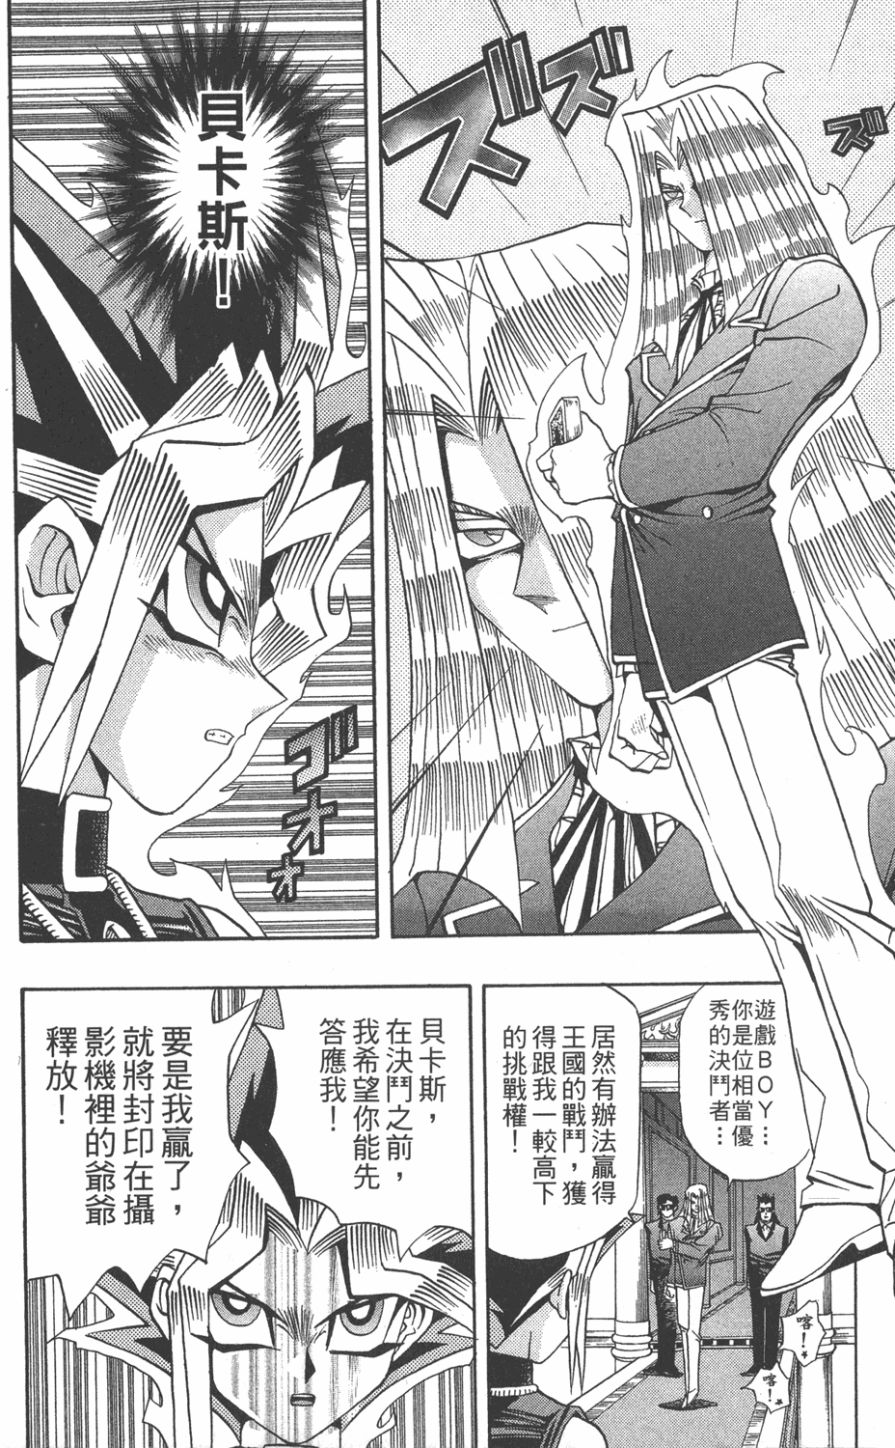 ズズズ
貝卡斯！
ゴオオォ
遊戲BOY…
你是位相當優
秀的決鬥者…
居然有辦法贏得
王國的戰鬥，獲
得跟我一較高下
的挑戰權！
喀！
喀！
貝卡斯，
在決鬥之前，
我希望你能先
答應我！
要是我贏了，
就將封印在攝
影機裡的爺爺
釋放！